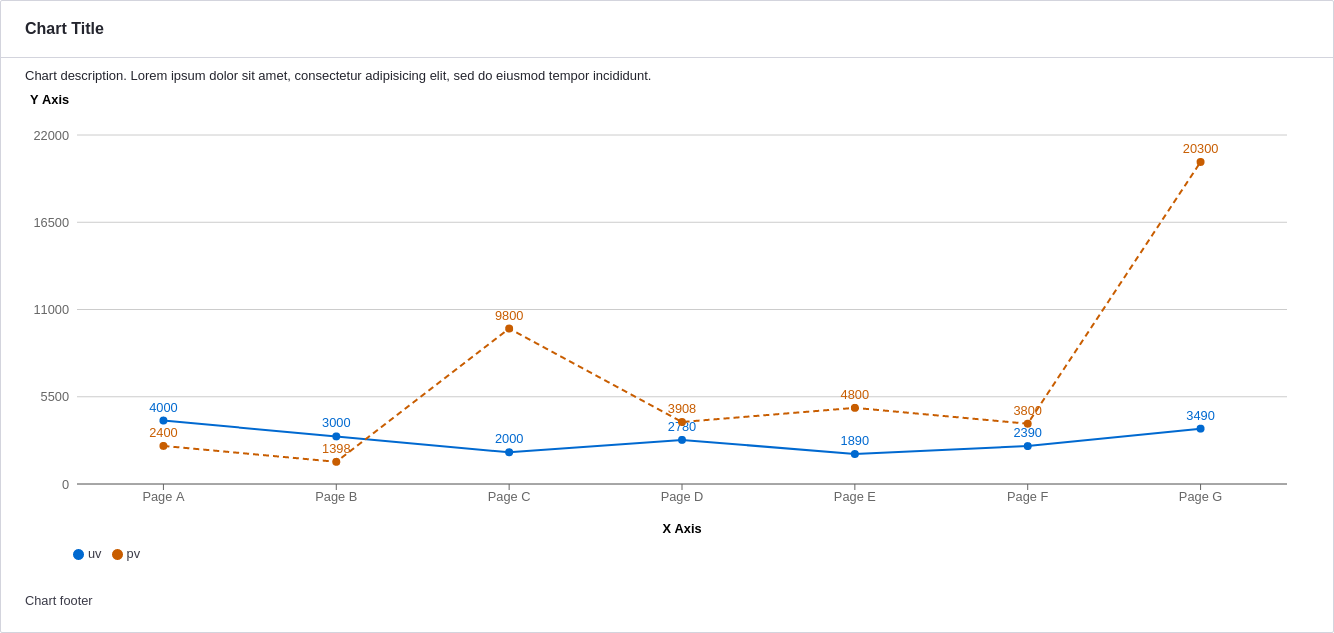 Chart Title
Chart description. Lorem ipsum dolor sit amet, consectetur adipisicing elit, sed do eiusmod tempor incididunt.
Y Axis
22000
20300
16500
11000
9800
5500
4000
3000
2000
2780
1890
2390
3490
2400
1398
3908
4800
3800
0
Page A Page B Page C Page D Page E Page F Page G
X Axis
uv pv
Chart footer